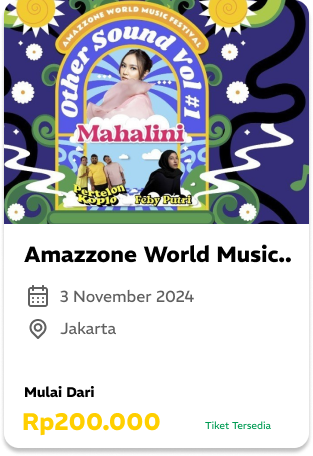 AMAZZONE WORLD MUSIC FESTIVAL
Other Sound Vol #1
Mahalini
Pertelon
Koplo
Feby Putri
Amazzone World Music..
3 November 2024
Jakarta
Mulai Dari
Rp200.000
Tiket Tersedia